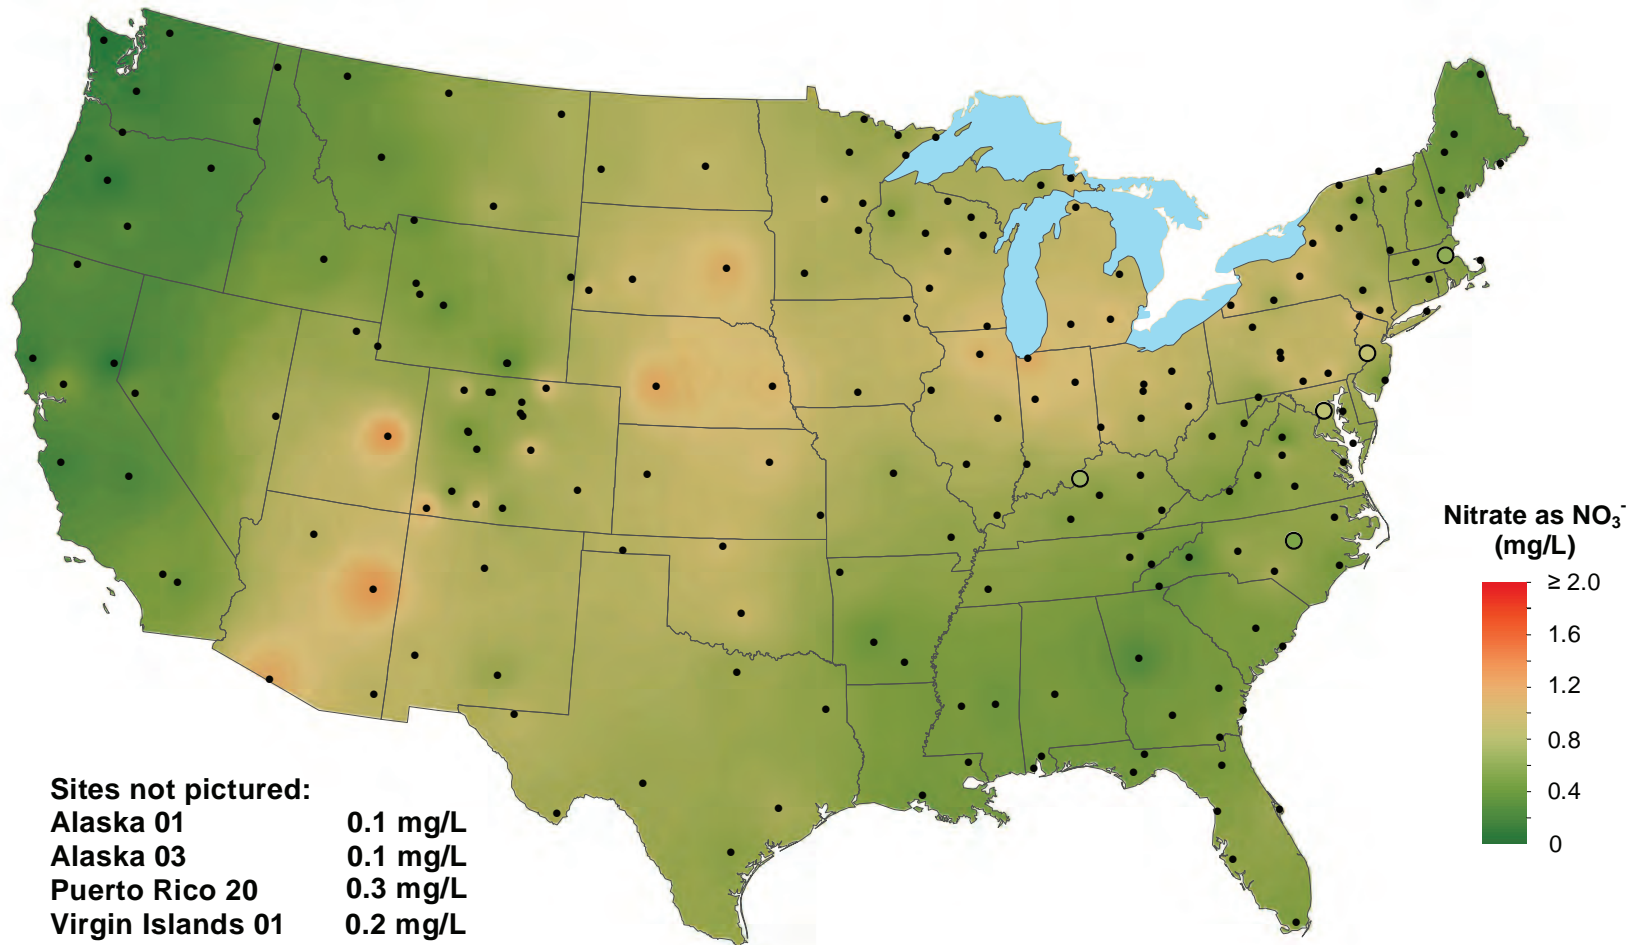 Nitrate as NO₃⁻
(mg/L)
≥ 2.0
1.6
1.2
0.8
0.4
0
Sites not pictured:
Alaska 01 0.1 mg/L
Alaska 03 0.1 mg/L
Puerto Rico 20 0.3 mg/L
Virgin Islands 01 0.2 mg/L